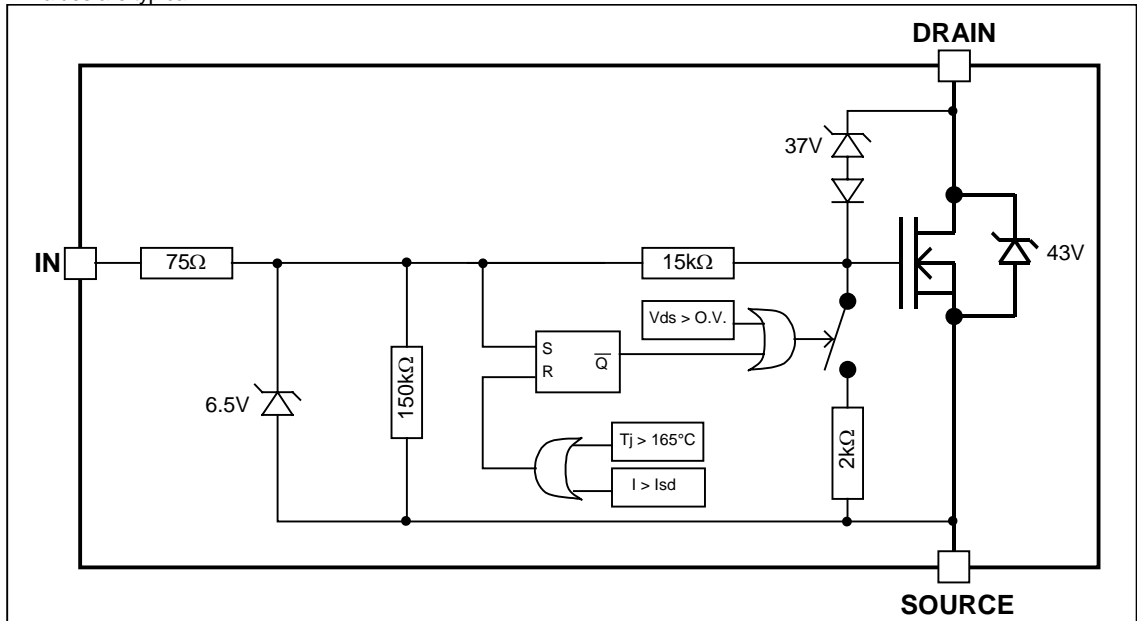 DRAIN
37V
IN
75Ω
15kΩ
43V
Vds > O.V.
S
R
Q̅
6.5V
150kΩ
Tj > 165°C
I > Isd
2kΩ
SOURCE